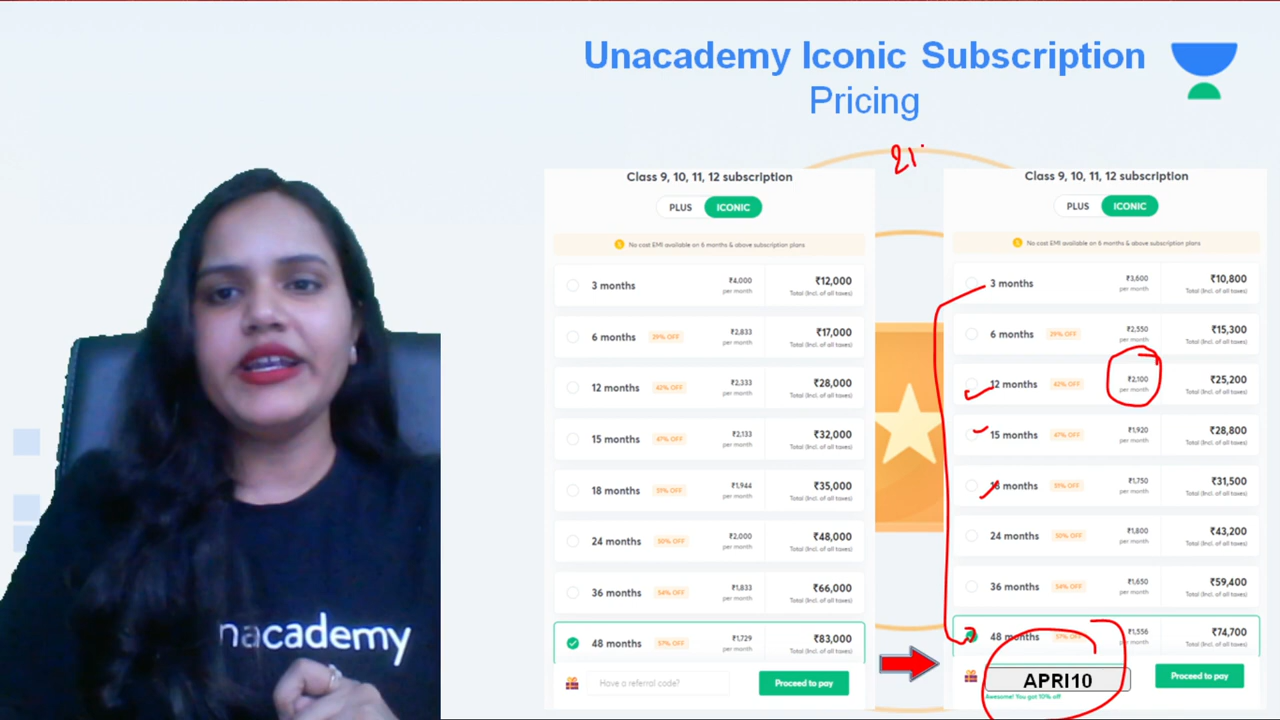 Unacademy Iconic Subscription
Pricing
21
Class 9, 10, 11, 12 subscription
PLUS ICONIC
No cost EMI available on 6 months & above subscription plans
3 months ₹4,000 per month ₹12,000 Total (Incl. of all taxes)
6 months 29% OFF ₹2,833 per month ₹17,000 Total (Incl. of all taxes)
12 months 42% OFF ₹2,333 per month ₹28,000 Total (Incl. of all taxes)
15 months 47% OFF ₹2,133 per month ₹32,000 Total (Incl. of all taxes)
18 months 51% OFF ₹1,944 per month ₹35,000 Total (Incl. of all taxes)
24 months 50% OFF ₹2,000 per month ₹48,000 Total (Incl. of all taxes)
36 months 54% OFF ₹1,833 per month ₹66,000 Total (Incl. of all taxes)
48 months 57% OFF ₹1,729 per month ₹83,000 Total (Incl. of all taxes)
Have a referral code? Proceed to pay
Class 9, 10, 11, 12 subscription
PLUS ICONIC
No cost EMI available on 6 months & above subscription plans
3 months ₹3,600 per month ₹10,800 Total (Incl. of all taxes)
6 months 29% OFF ₹2,550 per month ₹15,300 Total (Incl. of all taxes)
12 months 42% OFF ₹2,100 per month ₹25,200 Total (Incl. of all taxes)
15 months 47% OFF ₹1,920 per month ₹28,800 Total (Incl. of all taxes)
18 months 51% OFF ₹1,750 per month ₹31,500 Total (Incl. of all taxes)
24 months 50% OFF ₹1,800 per month ₹43,200 Total (Incl. of all taxes)
36 months 54% OFF ₹1,650 per month ₹59,400 Total (Incl. of all taxes)
48 months 57% OFF ₹1,556 per month ₹74,700 Total (Incl. of all taxes)
APRI10 Proceed to pay
Awesome! You got 10% off
nacademy